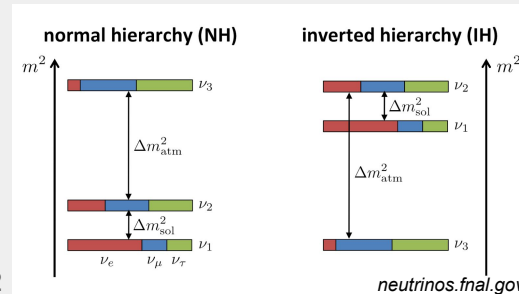 normal hierarchy (NH)
m²
ν₃
Δm²atm
ν₂
Δm²sol
ν₁
νe νμ ντ
inverted hierarchy (IH)
m²
ν₂
Δm²sol
ν₁
Δm²atm
ν₃
neutrinos.fnal.gov